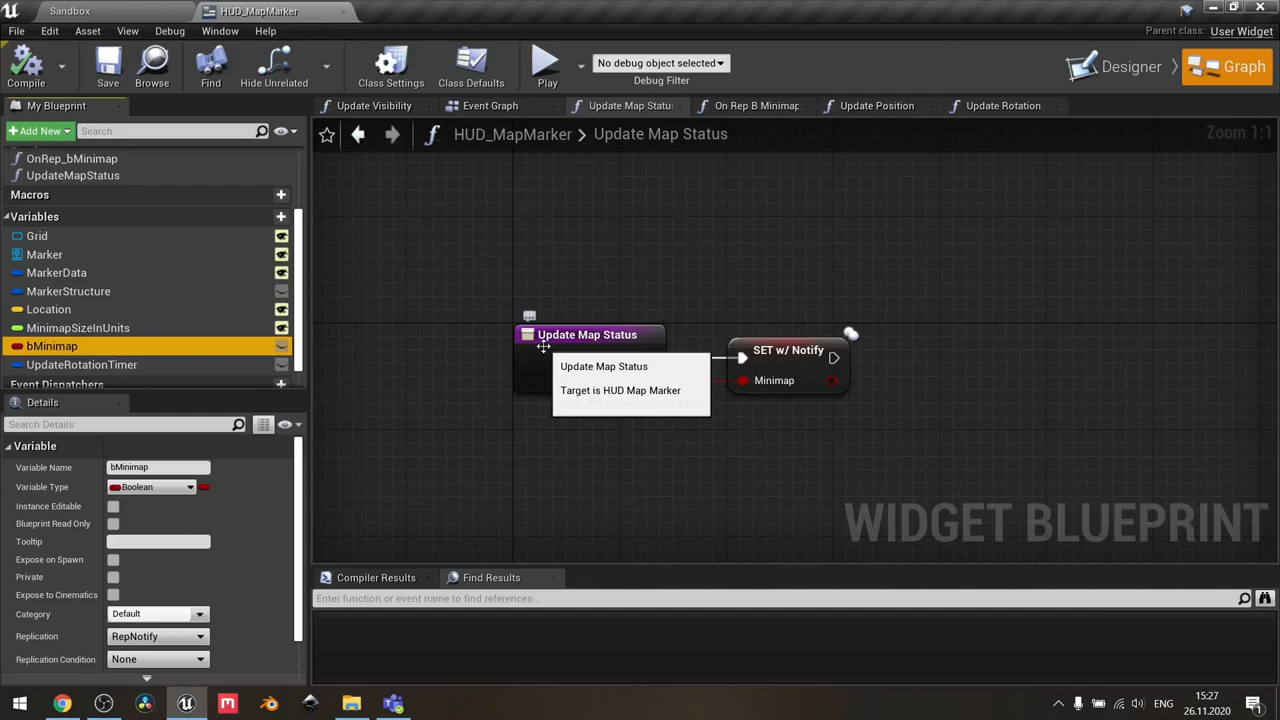 Sandbox
HUD_MapMarker
File Edit Asset View Debug Window Help
Parent class: User Widget
Compile
Save
Browse
Find
Hide Unrelated
Class Settings
Class Defaults
Play
No debug object selected
Debug Filter
Designer
Graph
My Blueprint
Update Visibility
Event Graph
Update Map Status
On Rep B Minimap
Update Position
Update Rotation
Add New
Search
HUD_MapMarker > Update Map Status
Zoom 1:1
OnRep_bMinimap
UpdateMapStatus
Macros
Variables
Grid
Marker
MarkerData
MarkerStructure
Location
MinimapSizeInUnits
bMinimap
UpdateRotationTimer
Event Dispatchers
Update Map Status
Update Map Status
Target is HUD Map Marker
SET w/ Notify
Minimap
WIDGET BLUEPRINT
Details
Search Details
Variable
Variable Name bMinimap
Variable Type Boolean
Instance Editable
Blueprint Read Only
Tooltip
Expose on Spawn
Private
Expose to Cinematics
Category Default
Replication RepNotify
Replication Condition None
Compiler Results
Find Results
Enter function or event name to find references...
ENG
15:27
26.11.2020